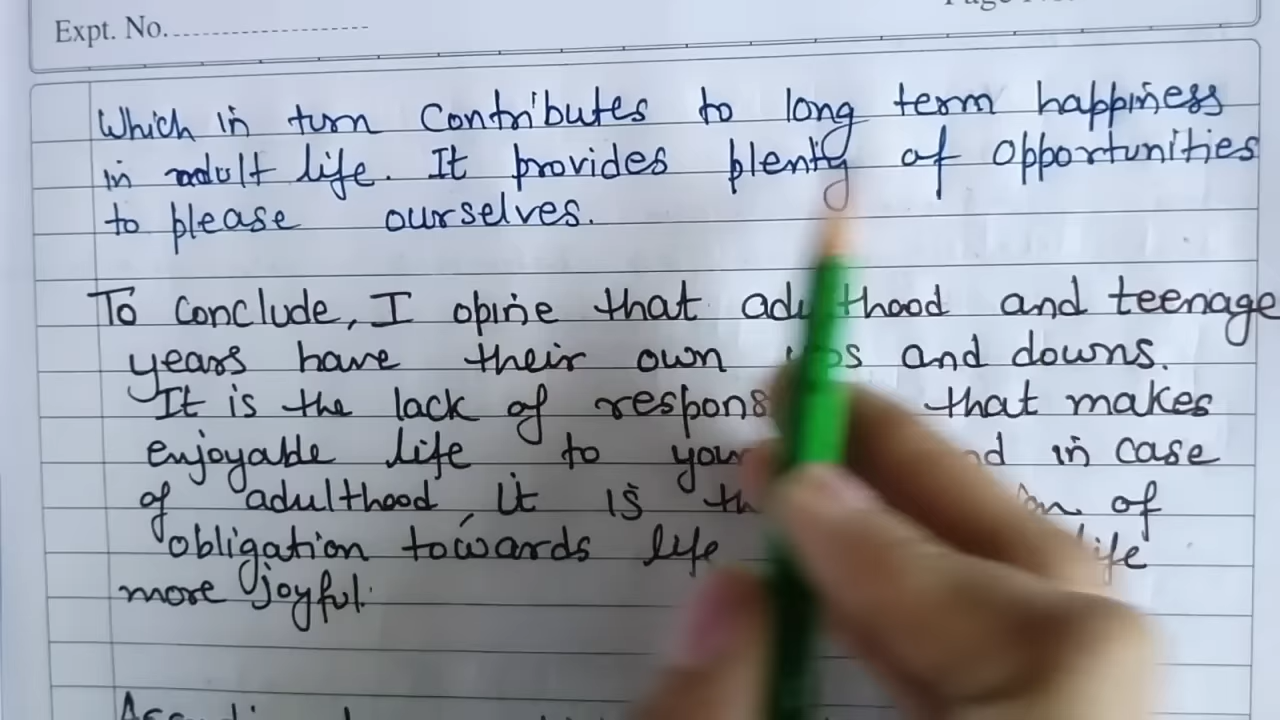 Expt. No.
Which in turn contributes to long term happiness
in adult life. It provides plenty of opportunities
to please ourselves.
To conclude, I opine that adulthood and teenage
years have their own ups and downs.
It is the lack of that makes
enjoyable life to in case
of adulthood, it is of
obligation towards life life
more joyful.